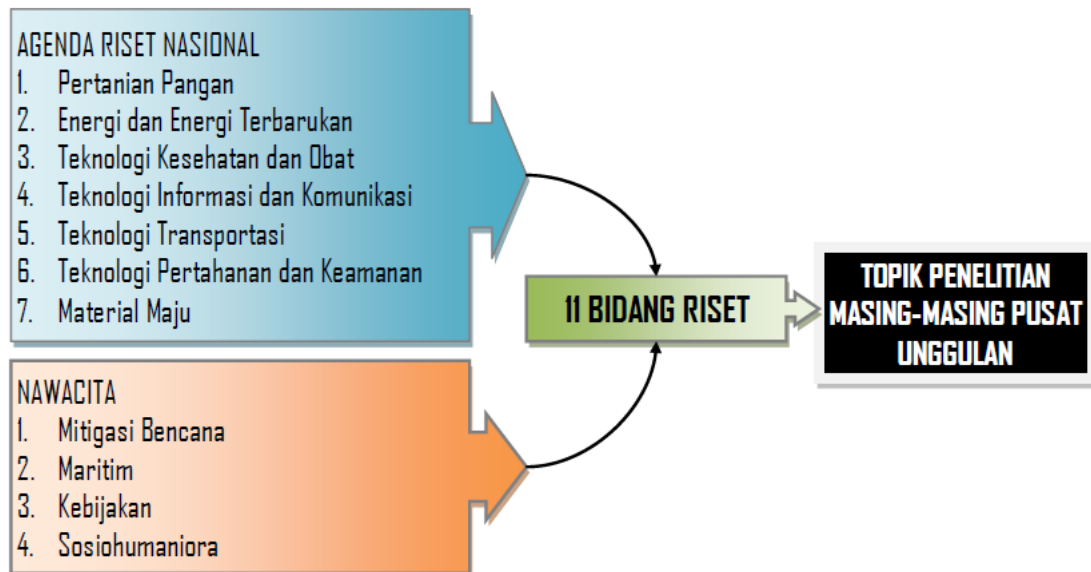 AGENDA RISET NASIONAL
1. Pertanian Pangan
2. Energi dan Energi Terbarukan
3. Teknologi Kesehatan dan Obat
4. Teknologi Informasi dan Komunikasi
5. Teknologi Transportasi
6. Teknologi Pertahanan dan Keamanan
7. Material Maju
NAWACITA
1. Mitigasi Bencana
2. Maritim
3. Kebijakan
4. Sosiohumaniora
11 BIDANG RISET
TOPIK PENELITIAN
MASING-MASING PUSAT
UNGGULAN